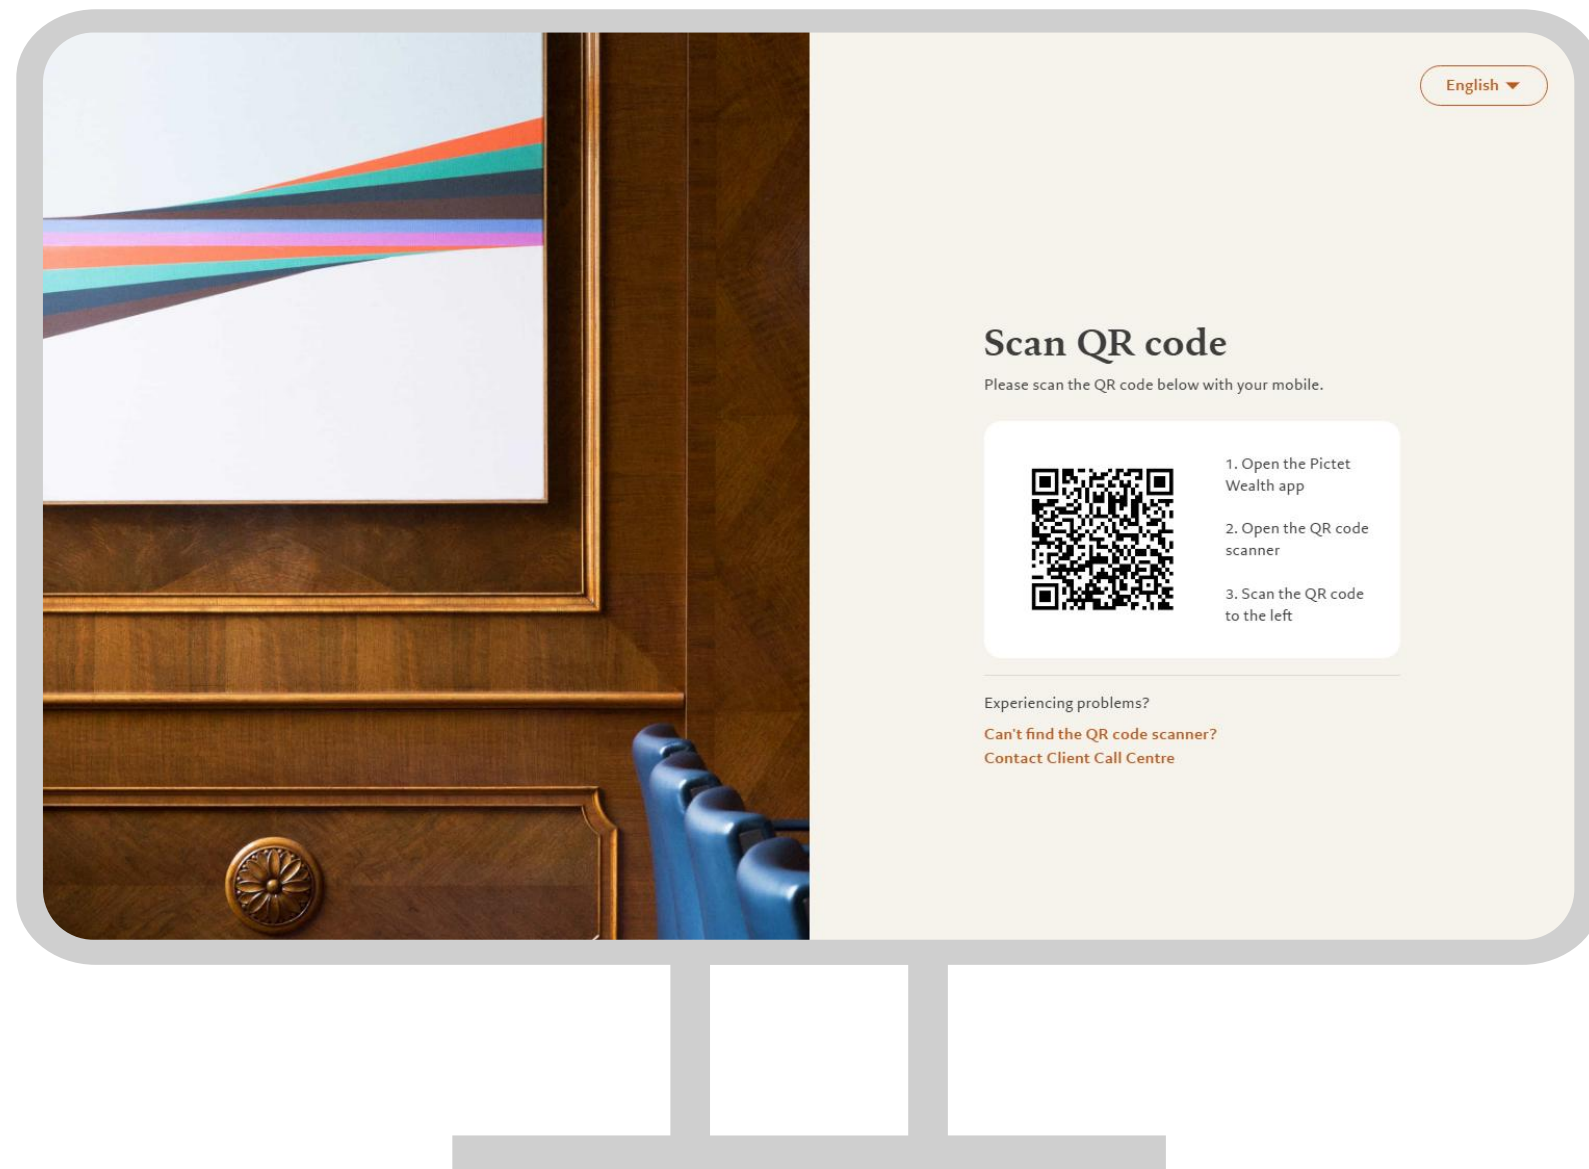 English
Scan QR code
Please scan the QR code below with your mobile.
1. Open the Pictet
Wealth app
2. Open the QR code
scanner
3. Scan the QR code
to the left
Experiencing problems?
Can't find the QR code scanner?
Contact Client Call Centre